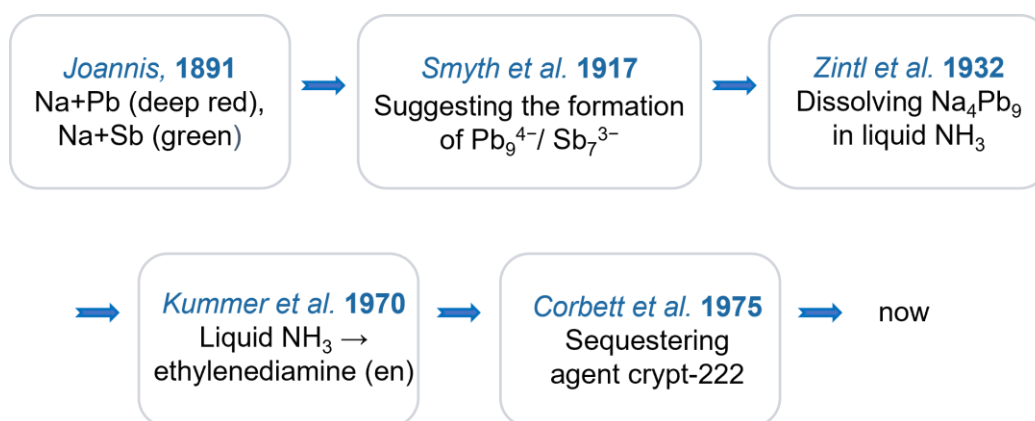 Joannis, 1891
Na+Pb (deep red),
Na+Sb (green)
Smyth et al. 1917
Suggesting the formation
of Pb₉⁴⁻/ Sb₇³⁻
Zintl et al. 1932
Dissolving Na₄Pb₉
in liquid NH₃
Kummer et al. 1970
Liquid NH₃ →
ethylenediamine (en)
Corbett et al. 1975
Sequestering
agent crypt-222
now